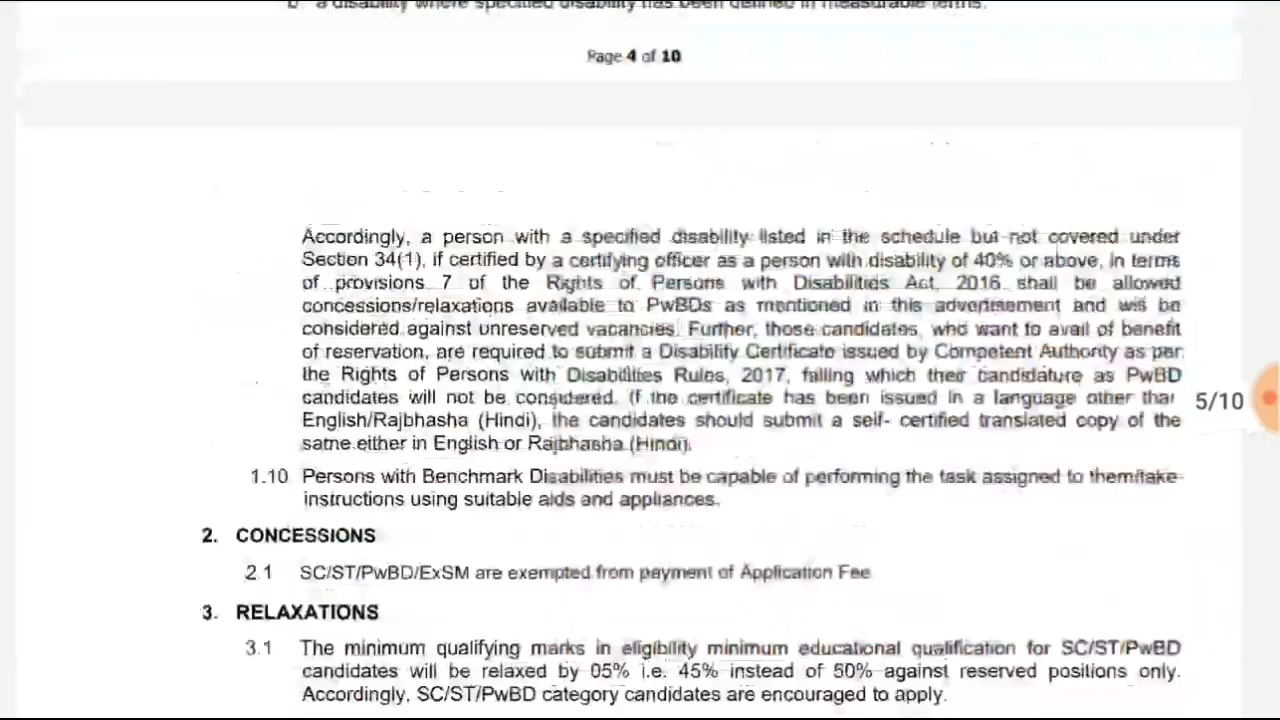 b a disability where specified disability has been defined in measurable terms.
Page 4 of 10
Accordingly, a person with a specified disability listed in the schedule but not covered under
Section 34(1), if certified by a certifying officer as a person with disability of 40% or above, in terms
of provisions 7 of the Rights of Persons with Disabilities Act, 2016 shall be allowed
concessions/relaxations available to PwBDs as mentioned in this advertisement and will be
considered against unreserved vacancies. Further, those candidates, who want to avail of benefit
of reservation, are required to submit a Disability Certificate issued by Competent Authority as per
the Rights of Persons with Disabilities Rules, 2017, failing which their candidature as PwBD
candidates will not be considered. (f the certificate has been issued in a language other than
English/Rajbhasha (Hindi), the candidates should submit a self- certified translated copy of the
same either in English or Rajbhasha (Hindi).
5/10
1.10 Persons with Benchmark Disabilities must be capable of performing the task assigned to them/take
instructions using suitable aids and appliances.
2. CONCESSIONS
2.1 SC/ST/PwBD/ExSM are exempted from payment of Application Fee
3. RELAXATIONS
3.1 The minimum qualifying marks in eligibility minimum educational qualification for SC/ST/PwBD
candidates will be relaxed by 05% i.e. 45% instead of 50% against reserved positions only.
Accordingly, SC/ST/PwBD category candidates are encouraged to apply.